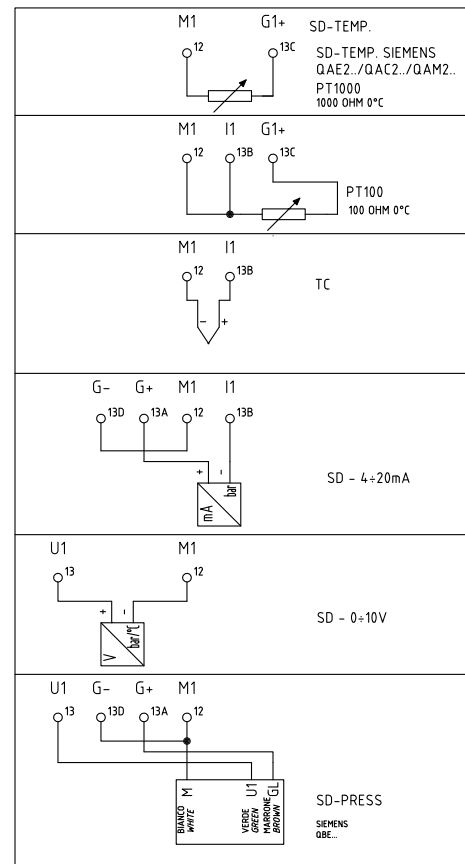 M1 G1+ SD-TEMP.
12 13C SD-TEMP. SIEMENS
QAE2../QAC2../QAM2..
PT1000
1000 OHM 0°C
M1 I1 G1+
12 13B 13C
PT100
100 OHM 0°C
M1 I1
12 13B
TC
- +
G- G+ M1 I1
13D 13A 12 13B
+ -
mA bar
SD - 4÷20mA
U1 M1
13 12
+ -
V bar/°C
SD - 0÷10V
U1 G- G+ M1
13 13D 13A 12
M U1 GL
BIANCO
WHITE
VERDE
GREEN
MARRONE
BROWN
SD-PRESS
SIEMENS
QBE...